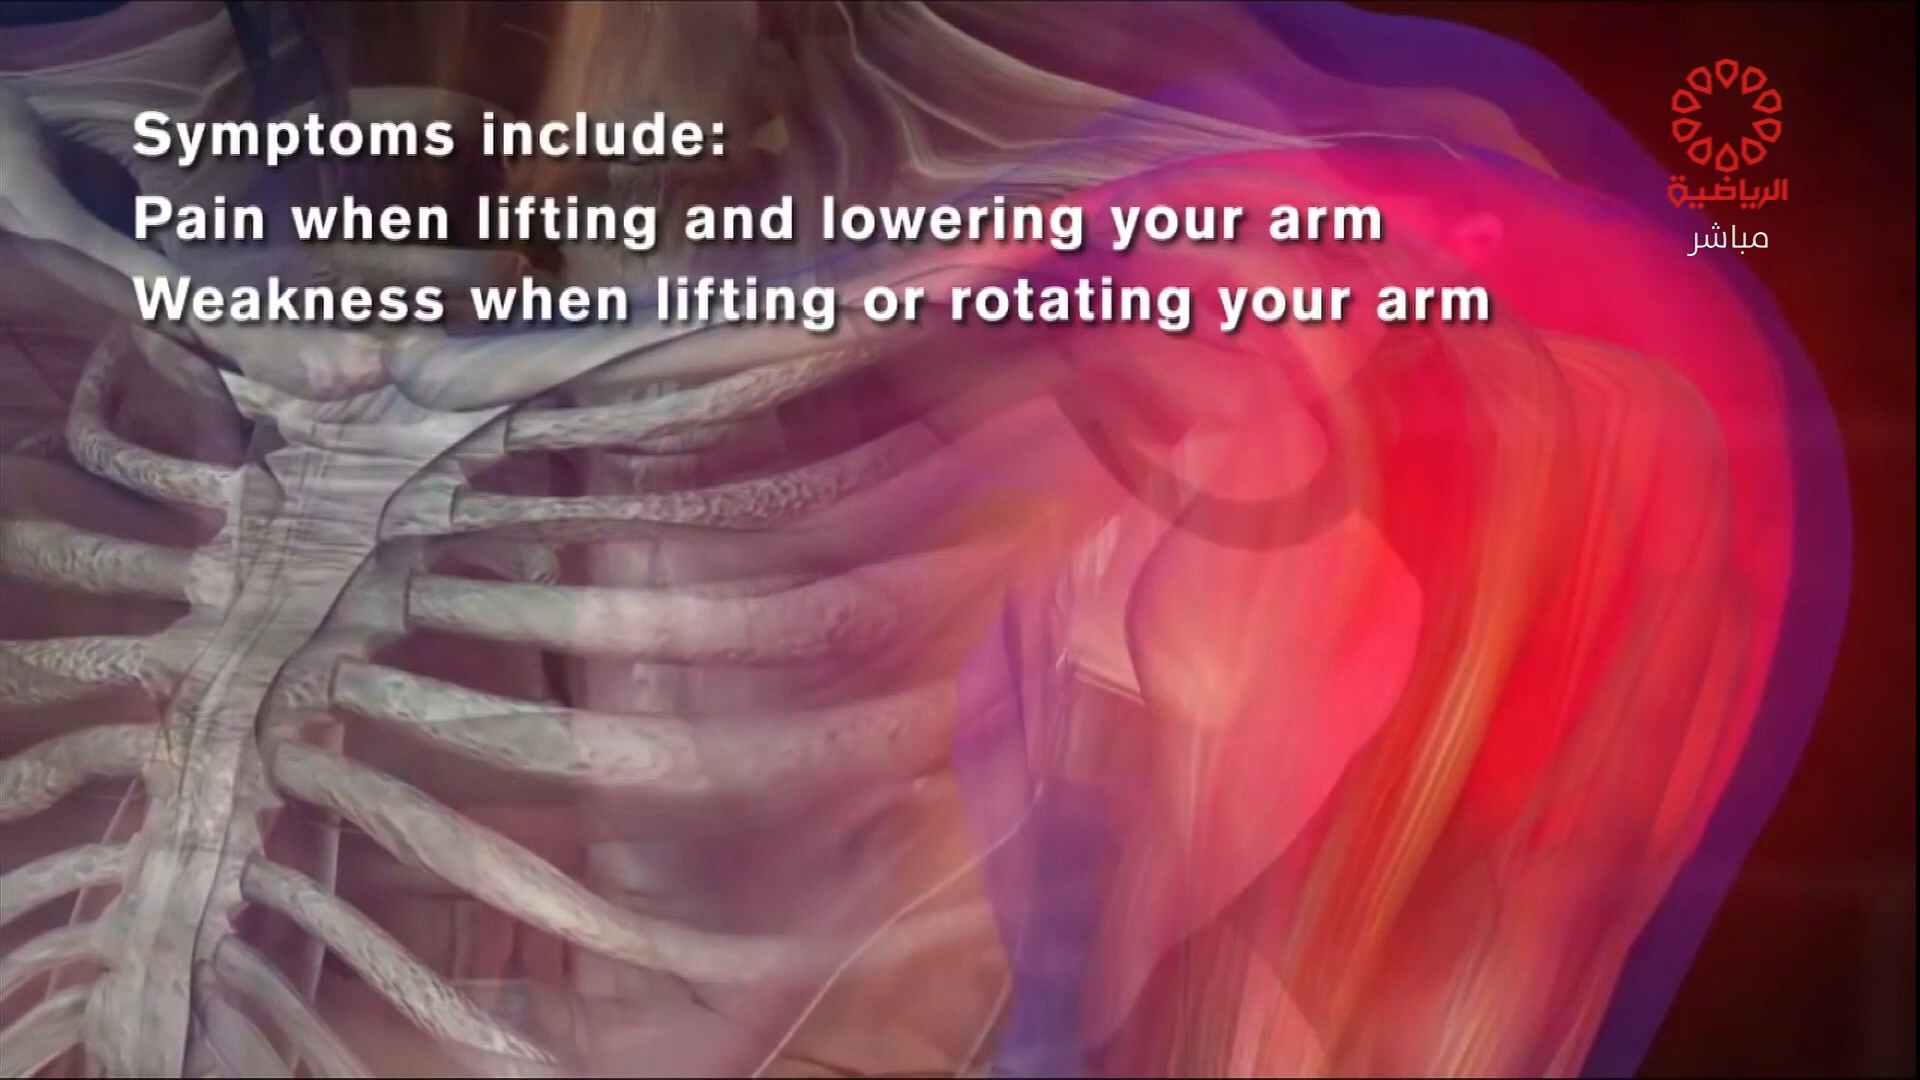 Symptoms include:
Pain when lifting and lowering your arm
Weakness when lifting or rotating your arm
الرياضية
مباشر